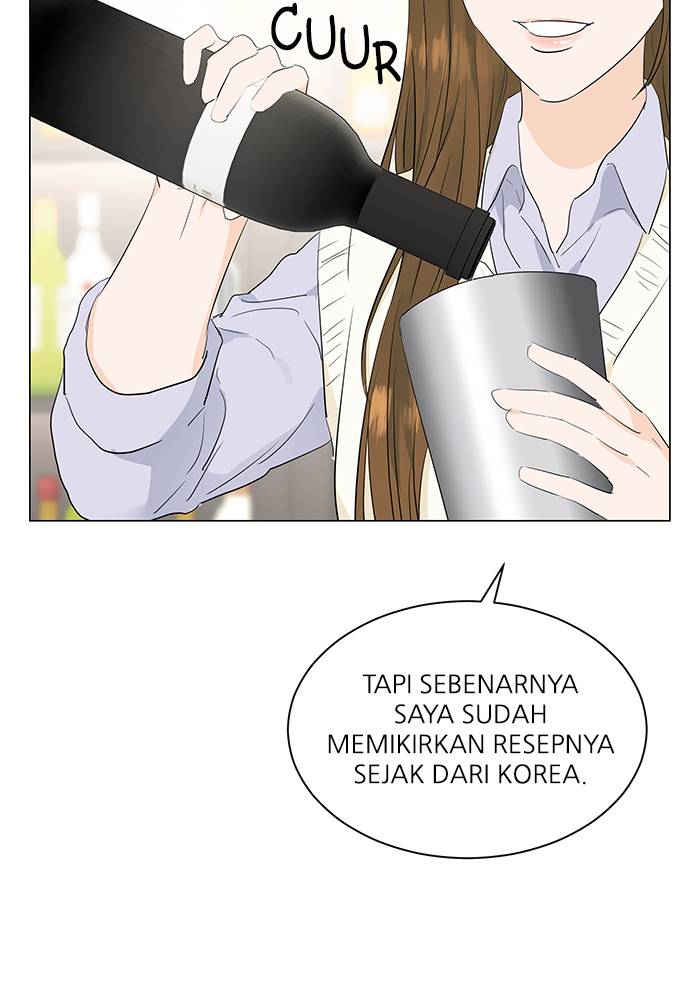 CUUR
TAPI SEBENARNYA
SAYA SUDAH
MEMIKIRKAN RESEPNYA
SEJAK DARI KOREA.